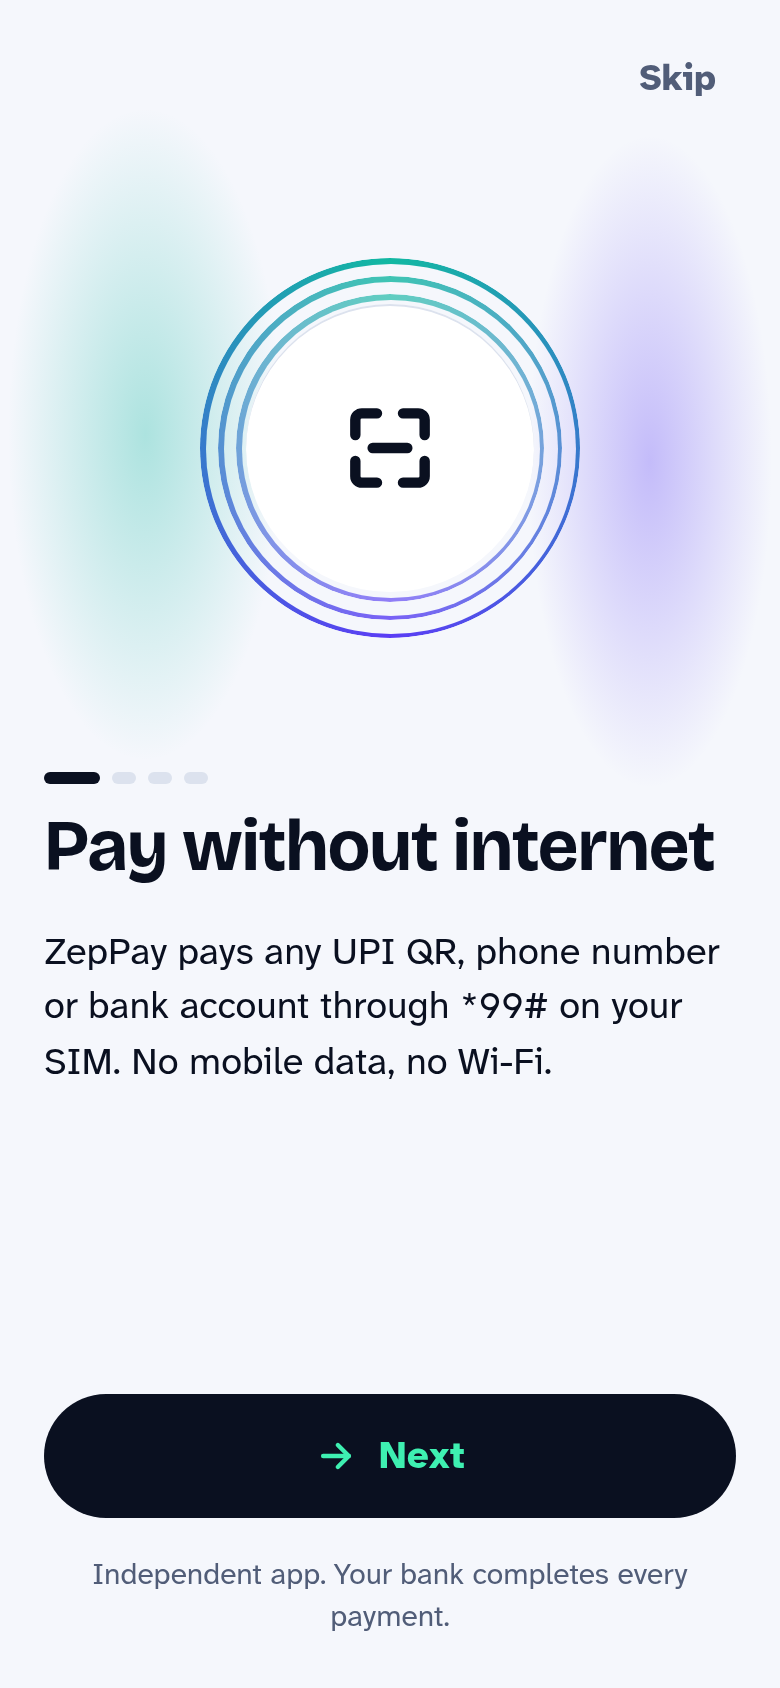 Skip
Pay without internet
ZepPay pays any UPI QR, phone number
or bank account through *99# on your
SIM. No mobile data, no Wi-Fi.
Next
Independent app. Your bank completes every
payment.